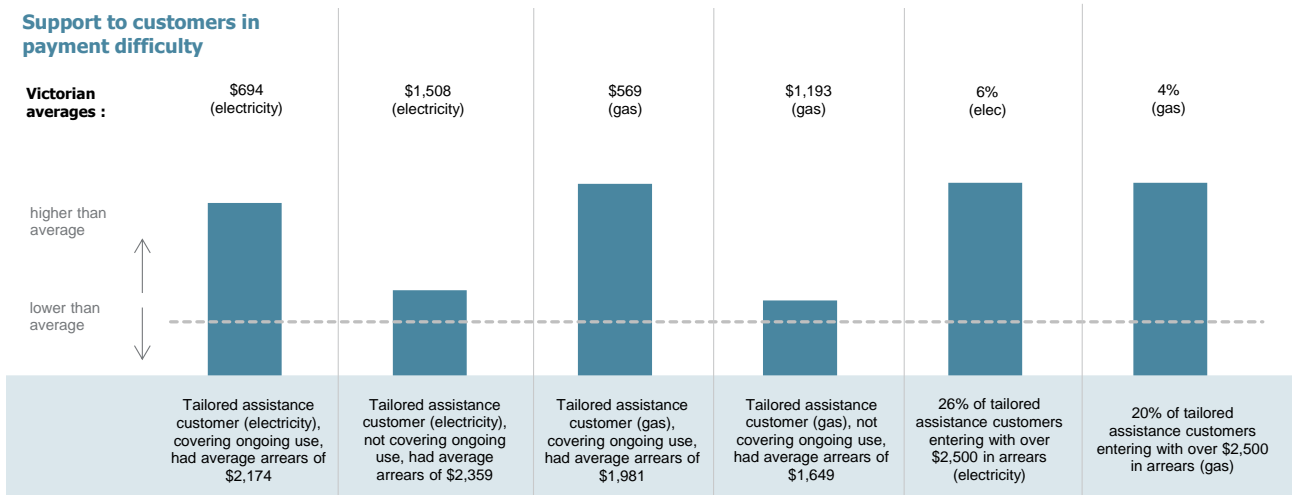 Support to customers in
payment difficulty
Victorian
averages :
$694
(electricity)
$1,508
(electricity)
$569
(gas)
$1,193
(gas)
6%
(elec)
4%
(gas)
higher than
average
lower than
average
Tailored assistance
customer (electricity),
covering ongoing use,
had average arrears of
$2,174
Tailored assistance
customer (electricity),
not covering ongoing
use, had average
arrears of $2,359
Tailored assistance
customer (gas),
covering ongoing use,
had average arrears of
$1,981
Tailored assistance
customer (gas), not
covering ongoing use,
had average arrears of
$1,649
26% of tailored
assistance customers
entering with over
$2,500 in arrears
(electricity)
20% of tailored
assistance customers
entering with over $2,500
in arrears (gas)